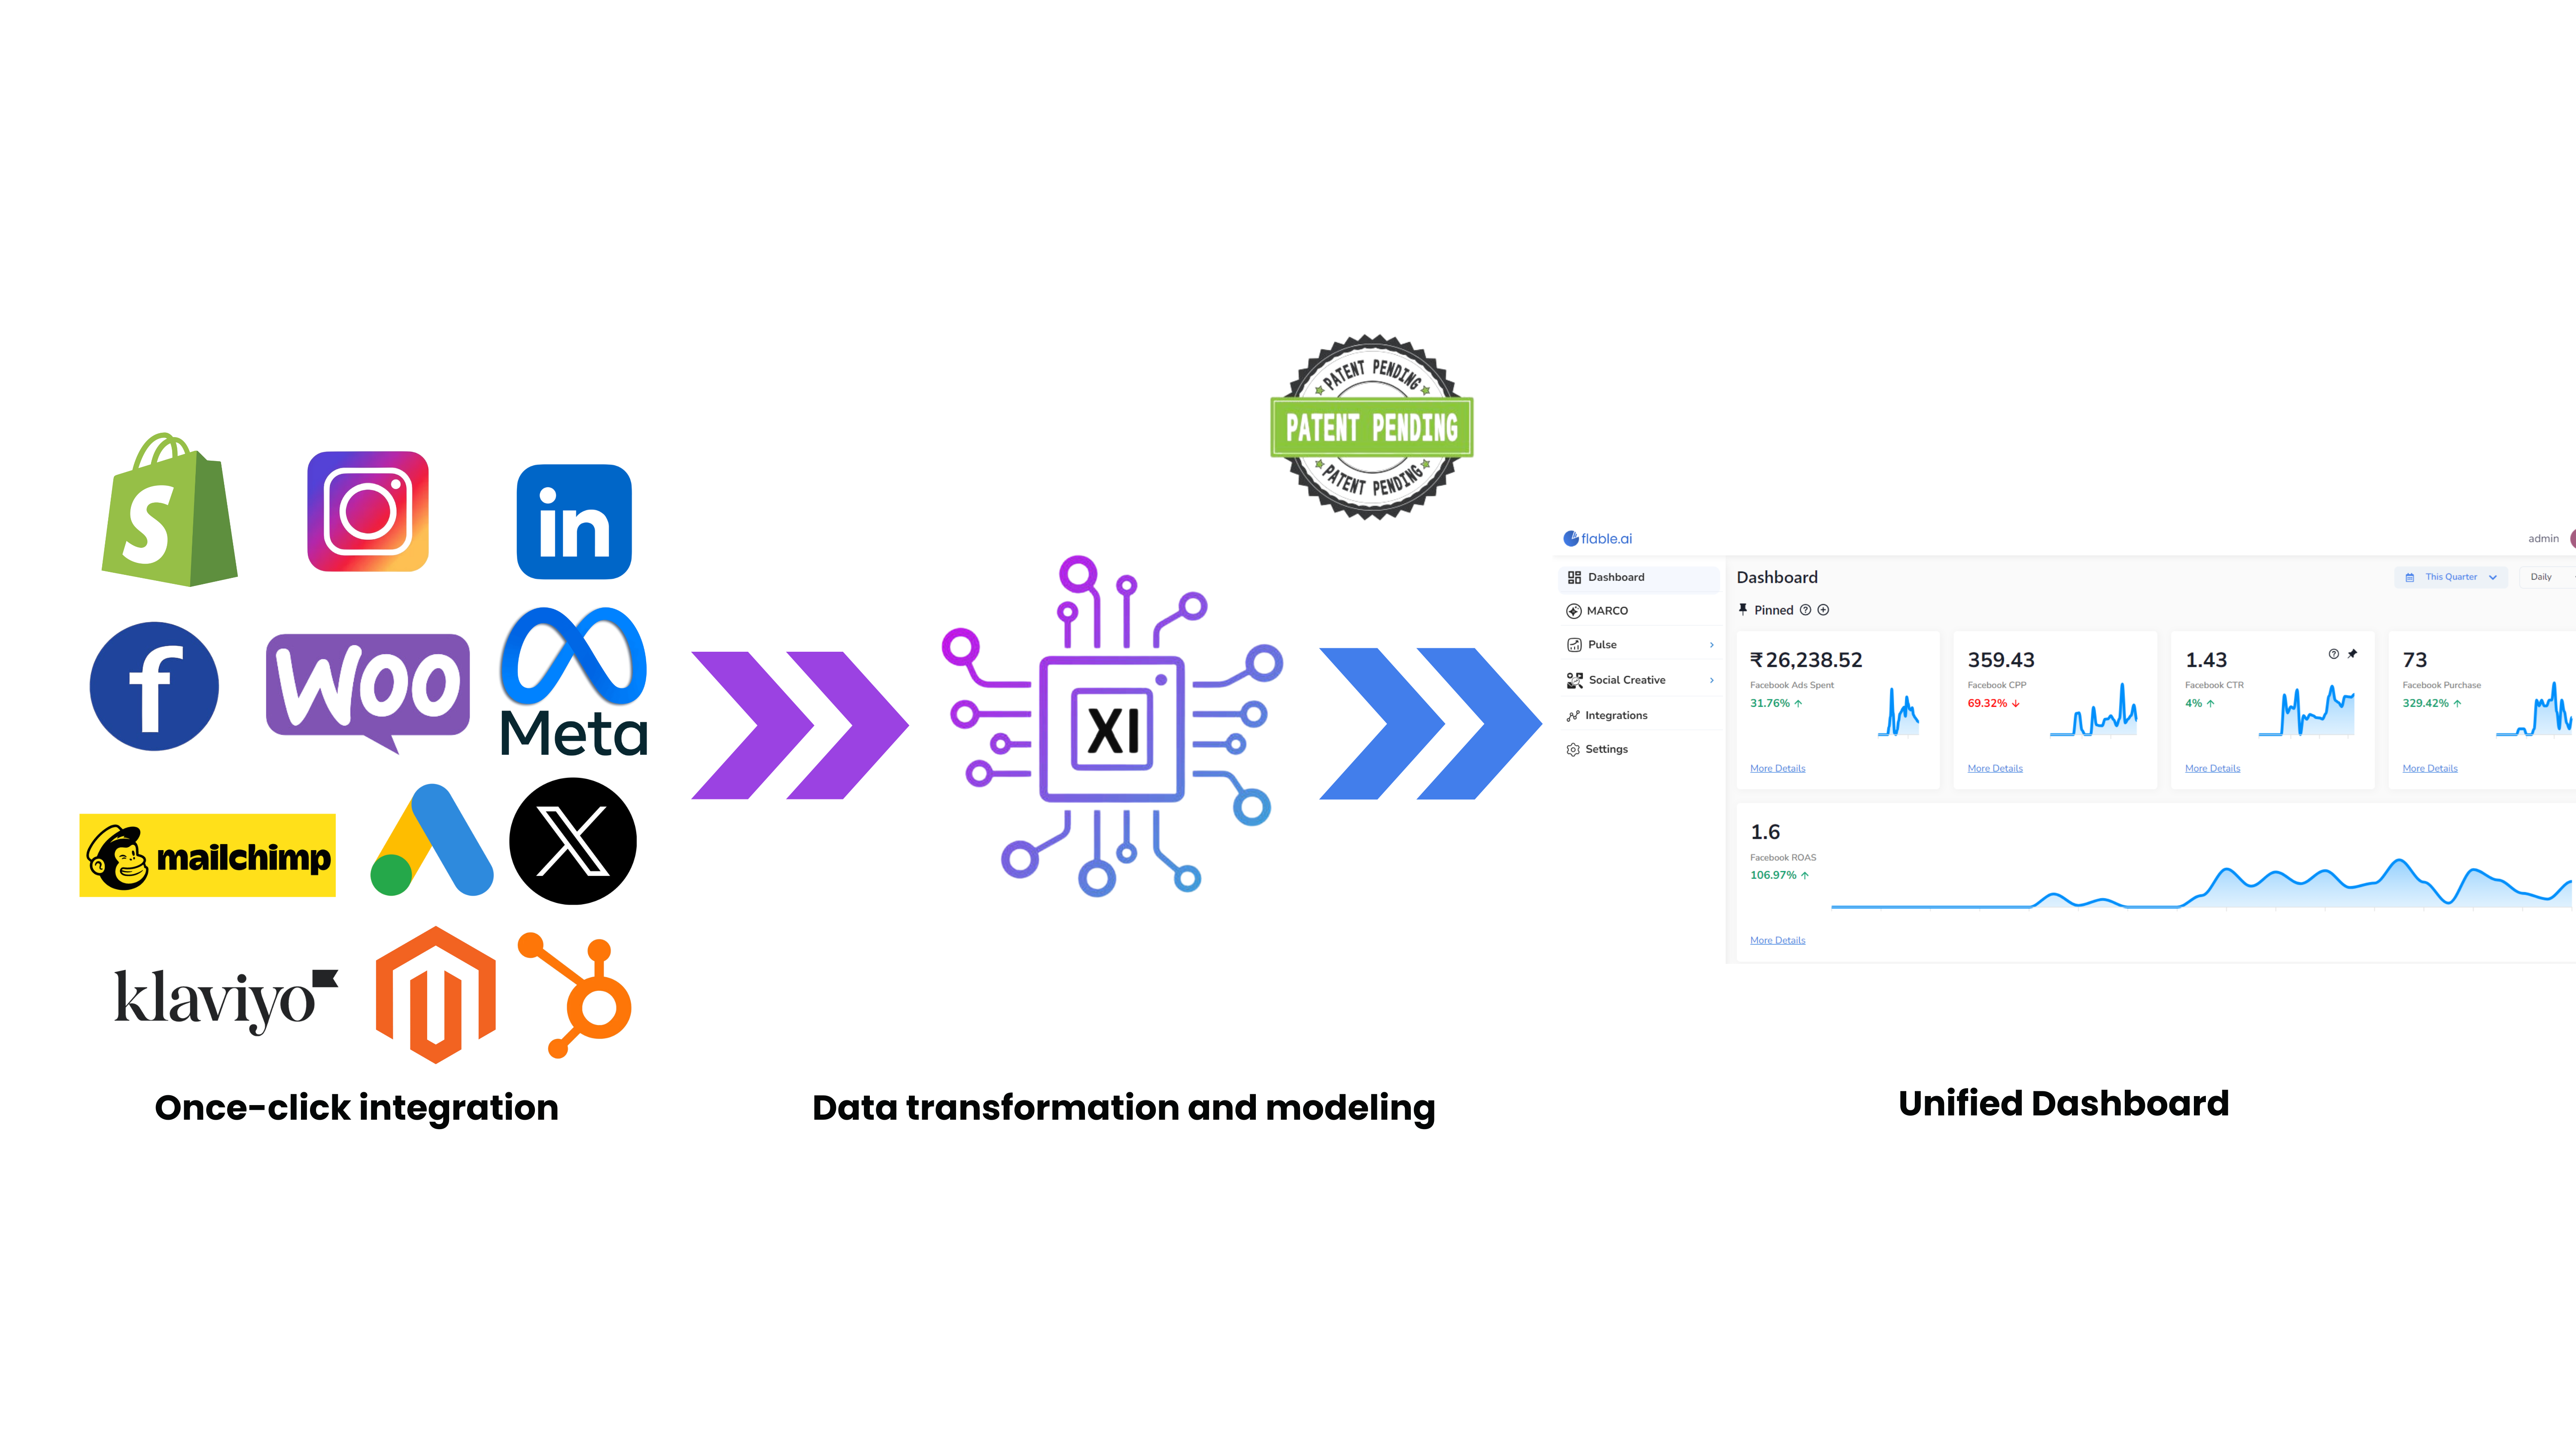 PATENT PENDING
PATENT PENDING
PATENT PENDING
S
in
f
WOO
Meta
mailchimp
X
klaviyo
XI
Once-click integration
Data transformation and modeling
Unified Dashboard
flable.ai
admin
Dashboard
MARCO
Pulse
Social Creative
Integrations
Settings
Dashboard
This Quarter
Daily
Pinned
₹26,238.52
Facebook Ads Spent
31.76% ↑
More Details
359.43
Facebook CPP
69.32% ↓
More Details
1.43
Facebook CTR
4% ↑
More Details
73
Facebook Purchase
329.42% ↑
More Details
1.6
Facebook ROAS
106.97% ↑
More Details